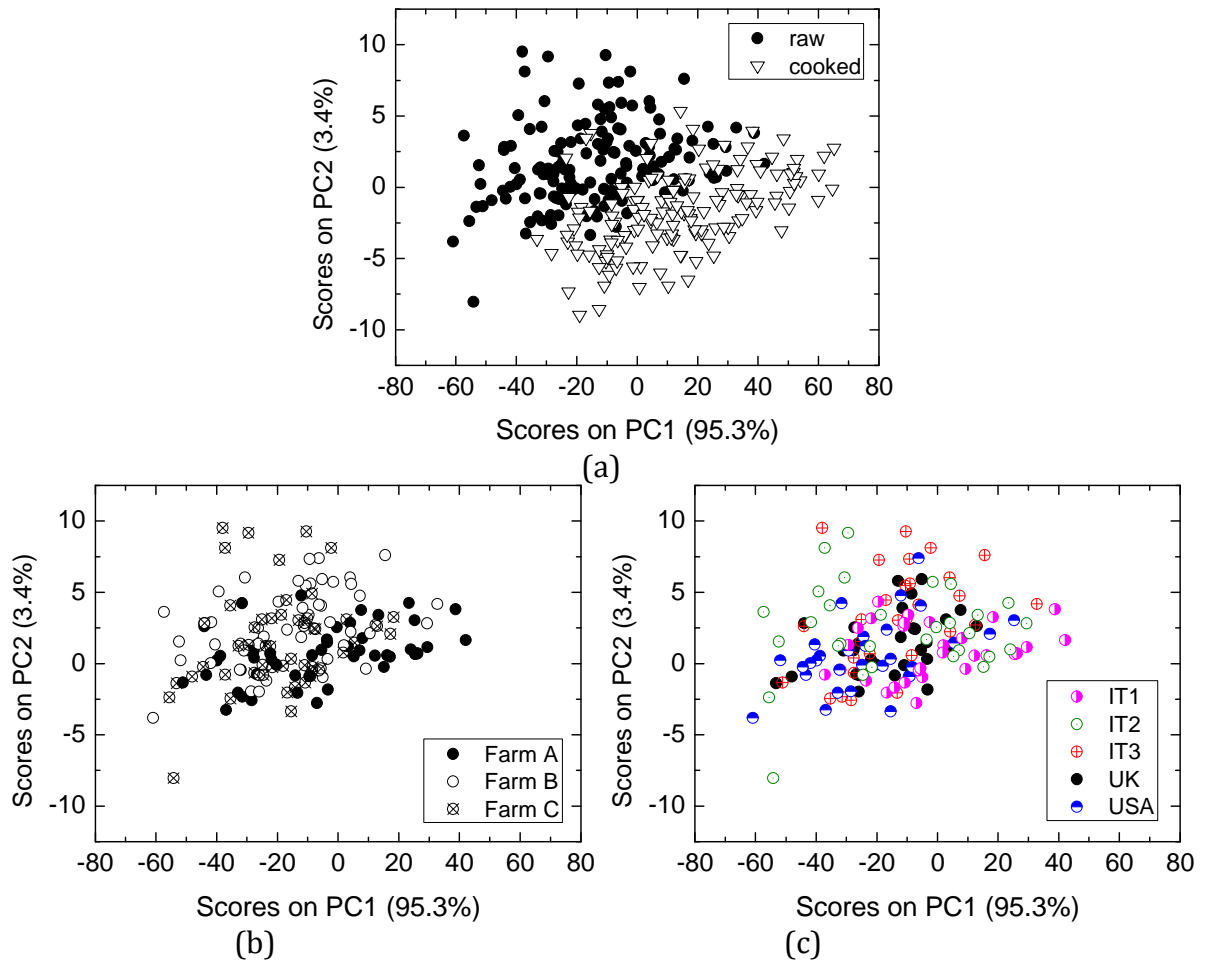 10
5
0
-5
-10
Scores on PC2 (3.4%)
raw
cooked
-80 -60 -40 -20 0 20 40 60 80
Scores on PC1 (95.3%)
(a)
10
5
0
-5
-10
Scores on PC2 (3.4%)
Farm A
Farm B
Farm C
-80 -60 -40 -20 0 20 40 60 80
Scores on PC1 (95.3%)
(b)
10
5
0
-5
-10
Scores on PC2 (3.4%)
IT1
IT2
IT3
UK
USA
-80 -60 -40 -20 0 20 40 60 80
Scores on PC1 (95.3%)
(c)